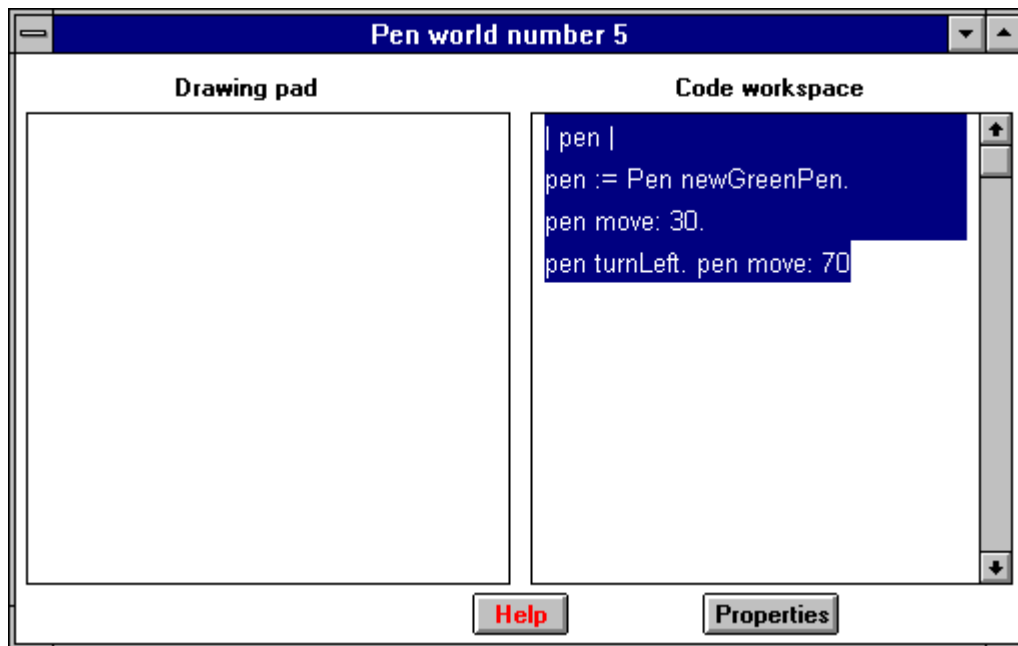 Pen world number 5
Drawing pad
Code workspace
| pen |
pen := Pen newGreenPen.
pen move: 30.
pen turnLeft. pen move: 70
Help
Properties